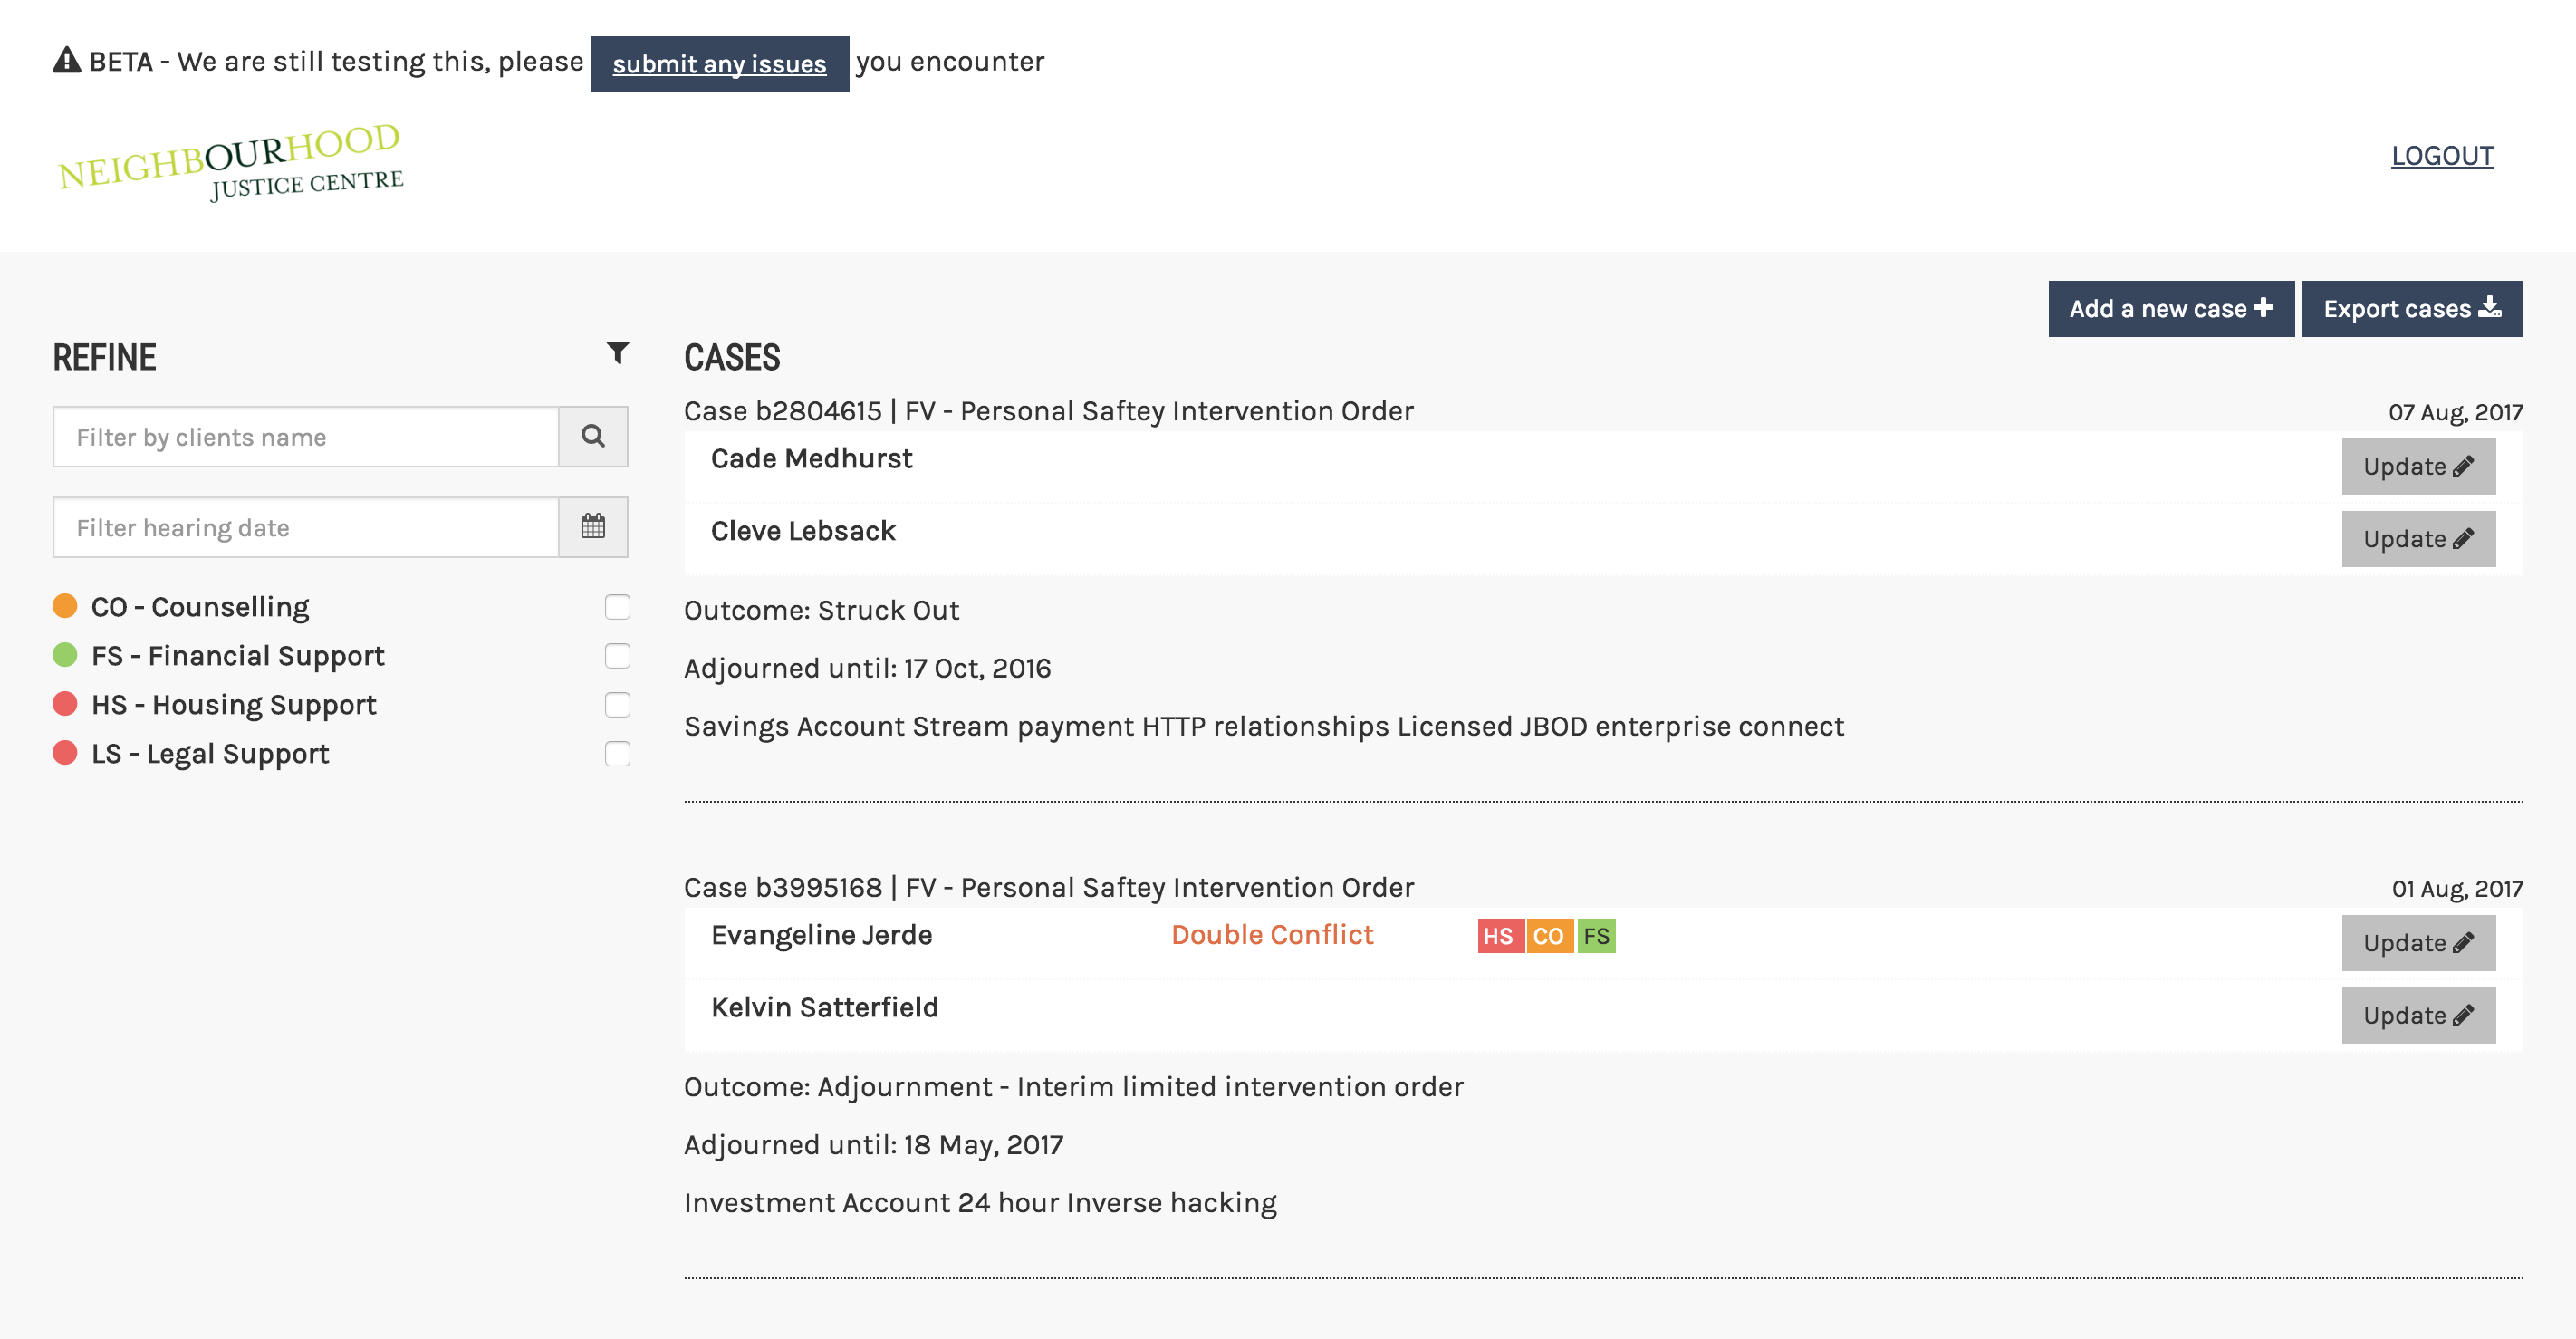 BETA - We are still testing this, please submit any issues you encounter
NEIGHBOURHOOD
JUSTICE CENTRE
LOGOUT
Add a new case
Export cases
REFINE
Filter by clients name
Filter hearing date
CO - Counselling
FS - Financial Support
HS - Housing Support
LS - Legal Support
CASES
Case b2804615 | FV - Personal Saftey Intervention Order
07 Aug, 2017
Cade Medhurst
Update
Cleve Lebsack
Update
Outcome: Struck Out
Adjourned until: 17 Oct, 2016
Savings Account Stream payment HTTP relationships Licensed JBOD enterprise connect
Case b3995168 | FV - Personal Saftey Intervention Order
01 Aug, 2017
Evangeline Jerde
Double Conflict
HS CO FS
Update
Kelvin Satterfield
Update
Outcome: Adjournment - Interim limited intervention order
Adjourned until: 18 May, 2017
Investment Account 24 hour Inverse hacking